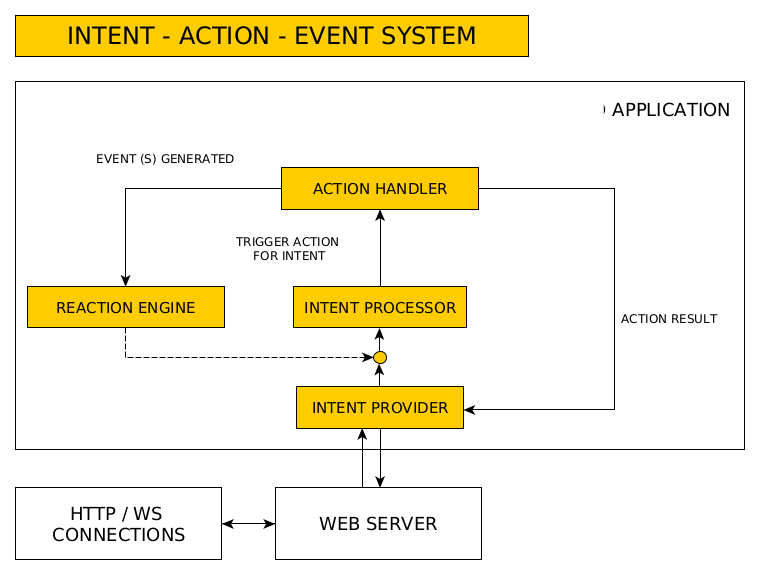 INTENT - ACTION - EVENT SYSTEM
APPLICATION
EVENT (S) GENERATED
ACTION HANDLER
TRIGGER ACTION
FOR INTENT
REACTION ENGINE
INTENT PROCESSOR
ACTION RESULT
INTENT PROVIDER
HTTP / WS
CONNECTIONS
WEB SERVER